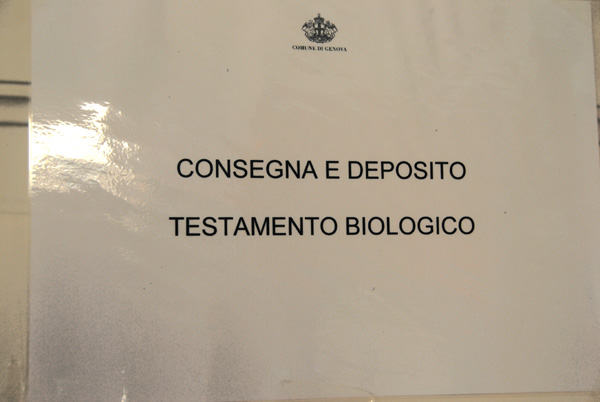 COMUNE DI GENOVA
CONSEGNA E DEPOSITO
TESTAMENTO BIOLOGICO